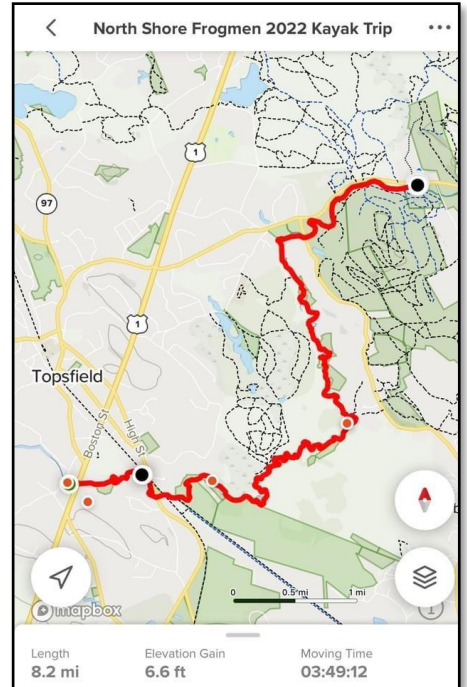 North Shore Frogmen 2022 Kayak Trip
1
97
1
Topsfield
Boston St
High St
0 0.5 mi 1 mi
mapbox
Length Elevation Gain Moving Time
8.2 mi 6.6 ft 03:49:12